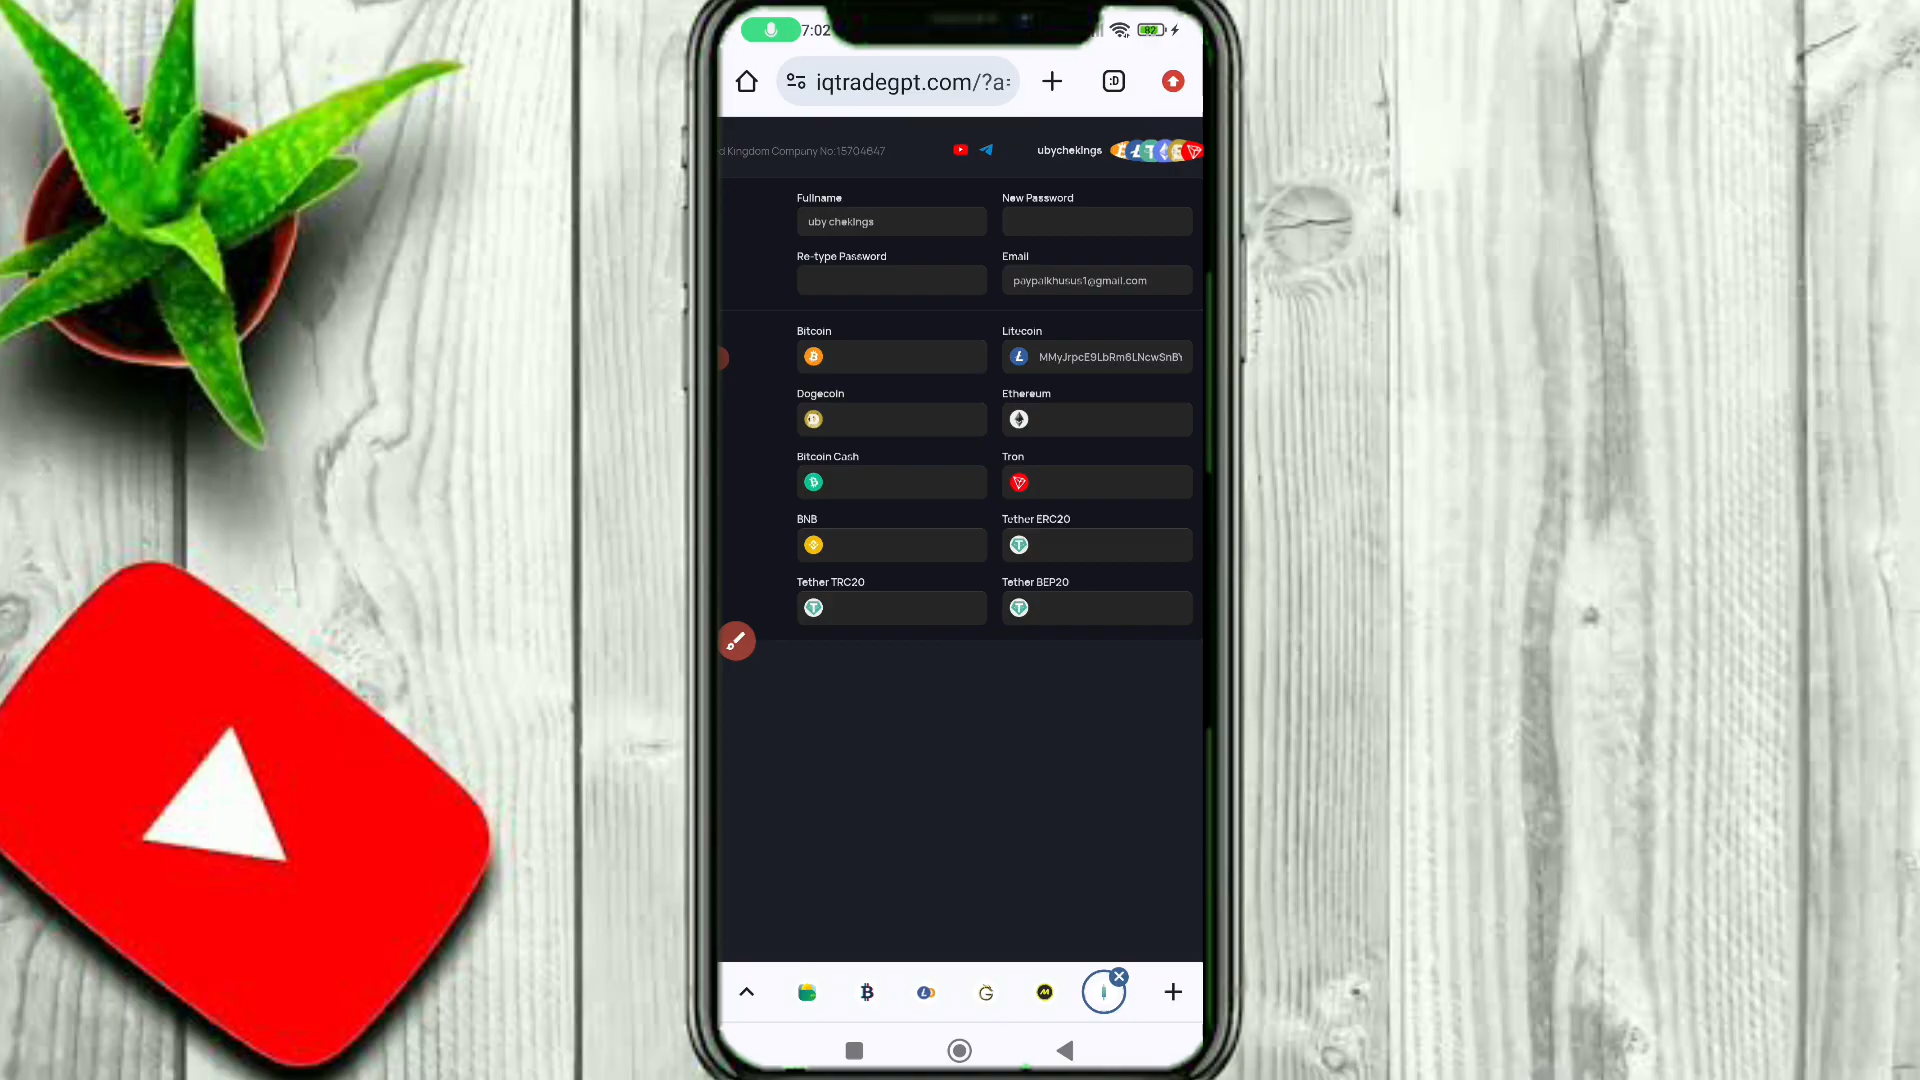 7:02
82
iqtradegpt.com/?a=
:D
d Kingdom Company No:15704647
ubychekings
Fullname
New Password
uby chekings
Re-type Password
Email
paypalkhusus1@gmail.com
Bitcoin
Litecoin
MMyJrpcE9LbRm6LNcwSnBY
Dogecoin
Ethereum
Bitcoin Cash
Tron
BNB
Tether ERC20
Tether TRC20
Tether BEP20